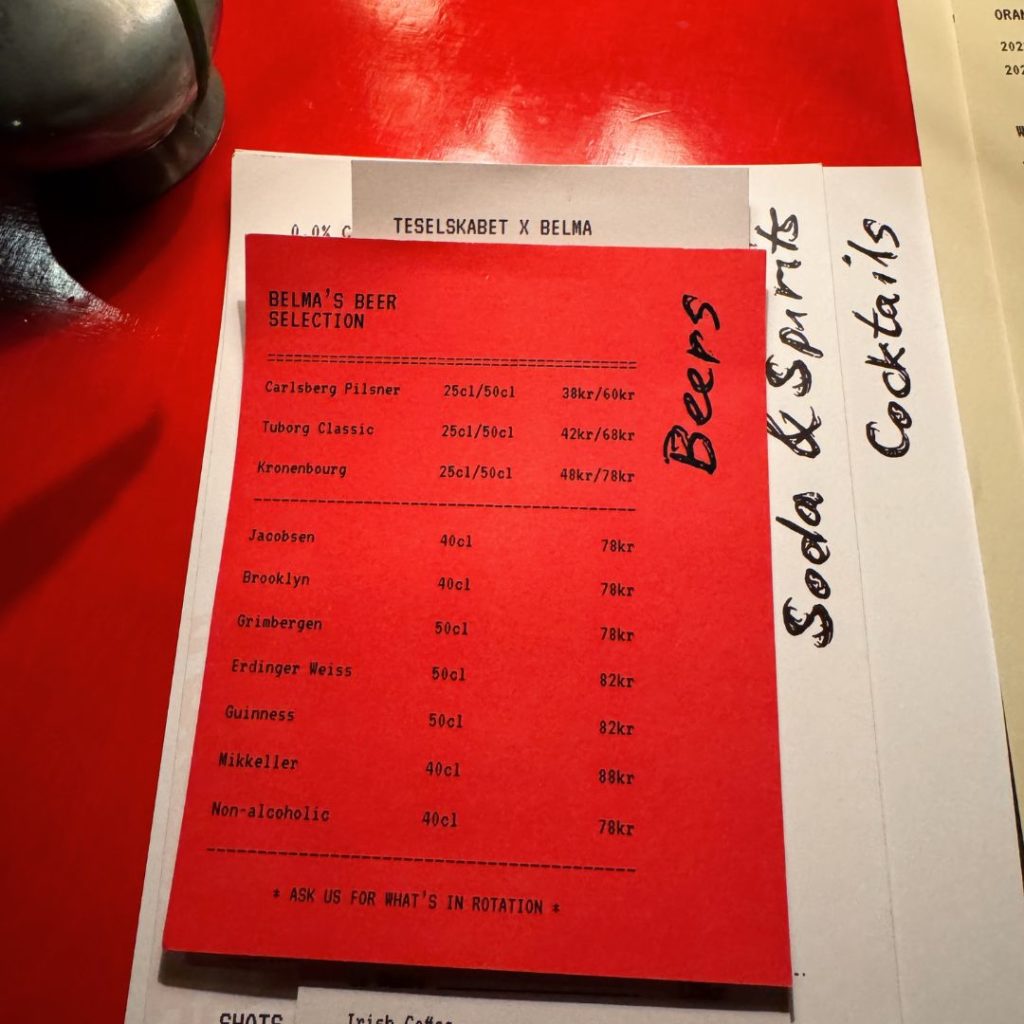 TESELSKABET X BELMA
0.0%
BELMA'S BEER
SELECTION
Carlsberg Pilsner 25cl/50cl 38kr/60kr
Tuborg Classic 25cl/50cl 42kr/68kr
Kronenbourg 25cl/50cl 48kr/78kr
Jacobsen 40cl 78kr
Brooklyn 40cl 78kr
Grimbergen 50cl 78kr
Erdinger Weiss 50cl 82kr
Guinness 50cl 82kr
Mikkeller 40cl 88kr
Non-alcoholic 40cl 78kr
* ASK US FOR WHAT'S IN ROTATION *
Beers
Soda & Spirits
Cocktails
SHOTS
Irish